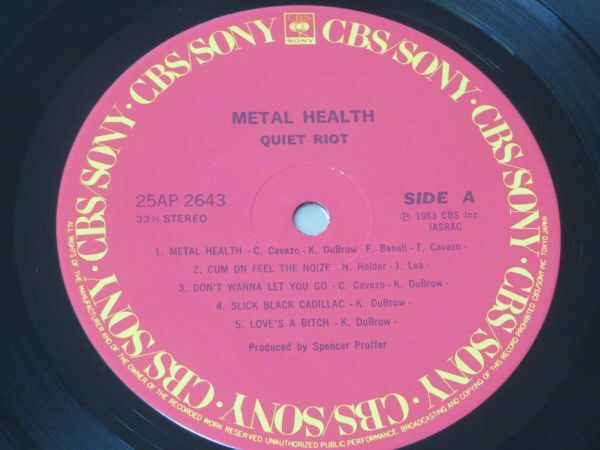 CBS
SONY
CBS/SONY · CBS/SONY · CBS/SONY · CBS/SONY · CBS/SONY · CBS/SONY · CBS/SONY · CBS/SONY
METAL HEALTH
QUIET RIOT
25AP 2643
33⅓ STEREO
SIDE A
Ⓟ 1983 CBS Inc.
JASRAC
1. METAL HEALTH - C. Cavazo - K. DuBrow - F. Banali - T. Cavazo -
2. CUM ON FEEL THE NOIZE - N. Holder - J. Lea -
3. DON'T WANNA LET YOU GO - C. Cavazo - K. DuBrow -
4. SLICK BLACK CADILLAC - K. DuBrow -
5. LOVE'S A BITCH - K. DuBrow -
Produced by Spencer Proffer
ALL RIGHTS OF THE MANUFACTURER AND OF THE OWNER OF THE RECORDED WORK RESERVED. UNAUTHORIZED PUBLIC PERFORMANCE, BROADCASTING AND COPYING OF THIS RECORD PROHIBITED. CBS/SONY INC. TOKYO JAPAN